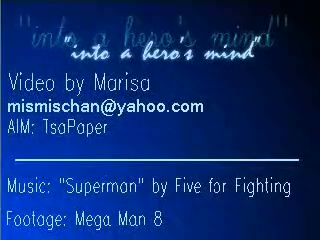 "into a hero's mind"
"into a hero's mind"
Video by Marisa
mismischan@yahoo.com
AIM: TsaPaper
Music: "Superman" by Five for Fighting
Footage: Mega Man 8